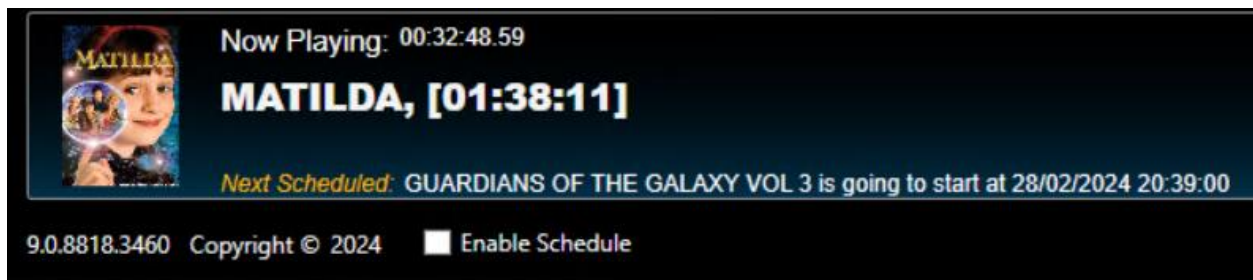 MATILDA
Now Playing: 00:32:48.59
MATILDA, [01:38:11]
Next Scheduled: GUARDIANS OF THE GALAXY VOL 3 is going to start at 28/02/2024 20:39:00
9.0.8818.3460 Copyright © 2024 Enable Schedule